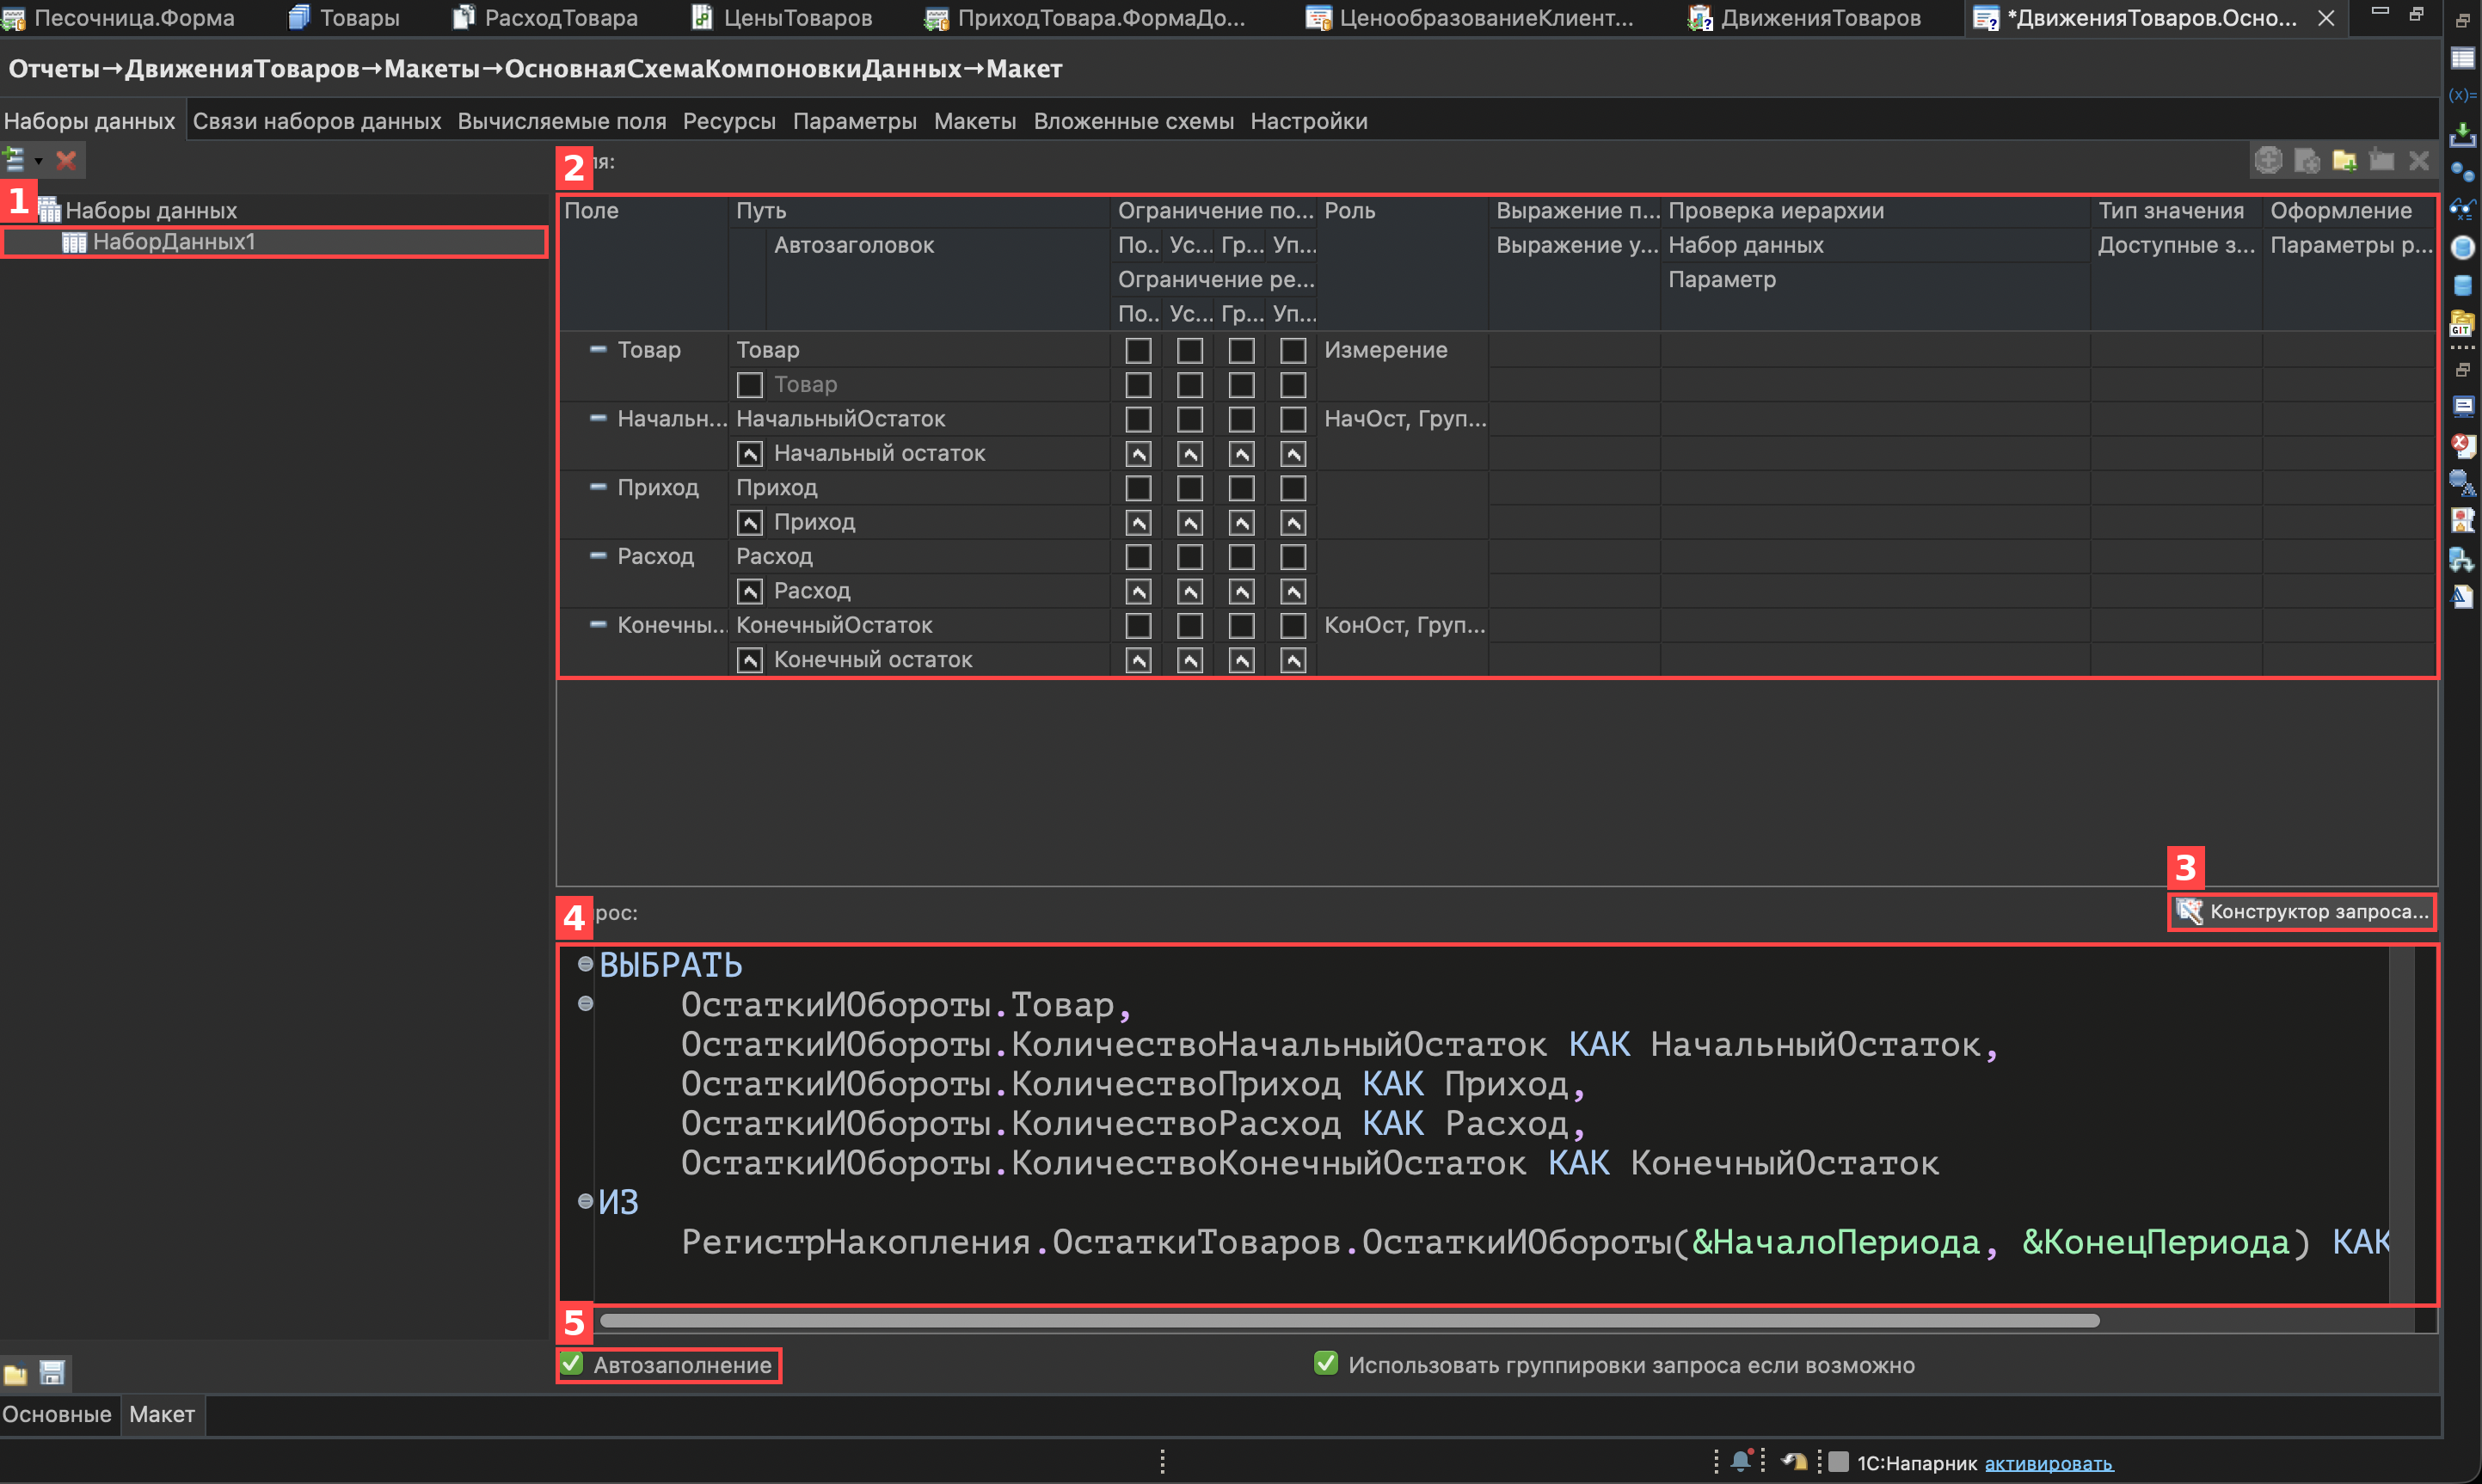 Песочница.Форма Товары РасходТовара ЦеныТоваров ПриходТовара.ФормаДо... ЦенообразованиеКлиент... ДвиженияТоваров *ДвиженияТоваров.Осно...
Отчеты→ДвиженияТоваров→Макеты→ОсновнаяСхемаКомпоновкиДанных→Макет
Наборы данных Связи наборов данных Вычисляемые поля Ресурсы Параметры Макеты Вложенные схемы Настройки
1
Наборы данных
НаборДанных1
2 ля:
Поле Путь Ограничение по... Роль Выражение п... Проверка иерархии Тип значения Оформление
Автозаголовок По.. Ус... Гр... Уп... Выражение у... Набор данных Доступные з... Параметры р...
Ограничение ре... Параметр
По.. Ус... Гр... Уп...
Товар Товар Измерение
Товар
Начальн... НачальныйОстаток НачОст, Груп...
Начальный остаток
Приход Приход
Приход
Расход Расход
Расход
Конечны... КонечныйОстаток КонОст, Груп...
Конечный остаток
3
4 рос: Конструктор запроса...
ВЫБРАТЬ
ОстаткиИОбороты.Товар,
ОстаткиИОбороты.КоличествоНачальныйОстаток КАК НачальныйОстаток,
ОстаткиИОбороты.КоличествоПриход КАК Приход,
ОстаткиИОбороты.КоличествоРасход КАК Расход,
ОстаткиИОбороты.КоличествоКонечныйОстаток КАК КонечныйОстаток
ИЗ
РегистрНакопления.ОстаткиТоваров.ОстаткиИОбороты(&НачалоПериода, &КонецПериода) КАК
5
Автозаполнение Использовать группировки запроса если возможно
Основные Макет
1С:Напарник активировать
(x)=
GIT